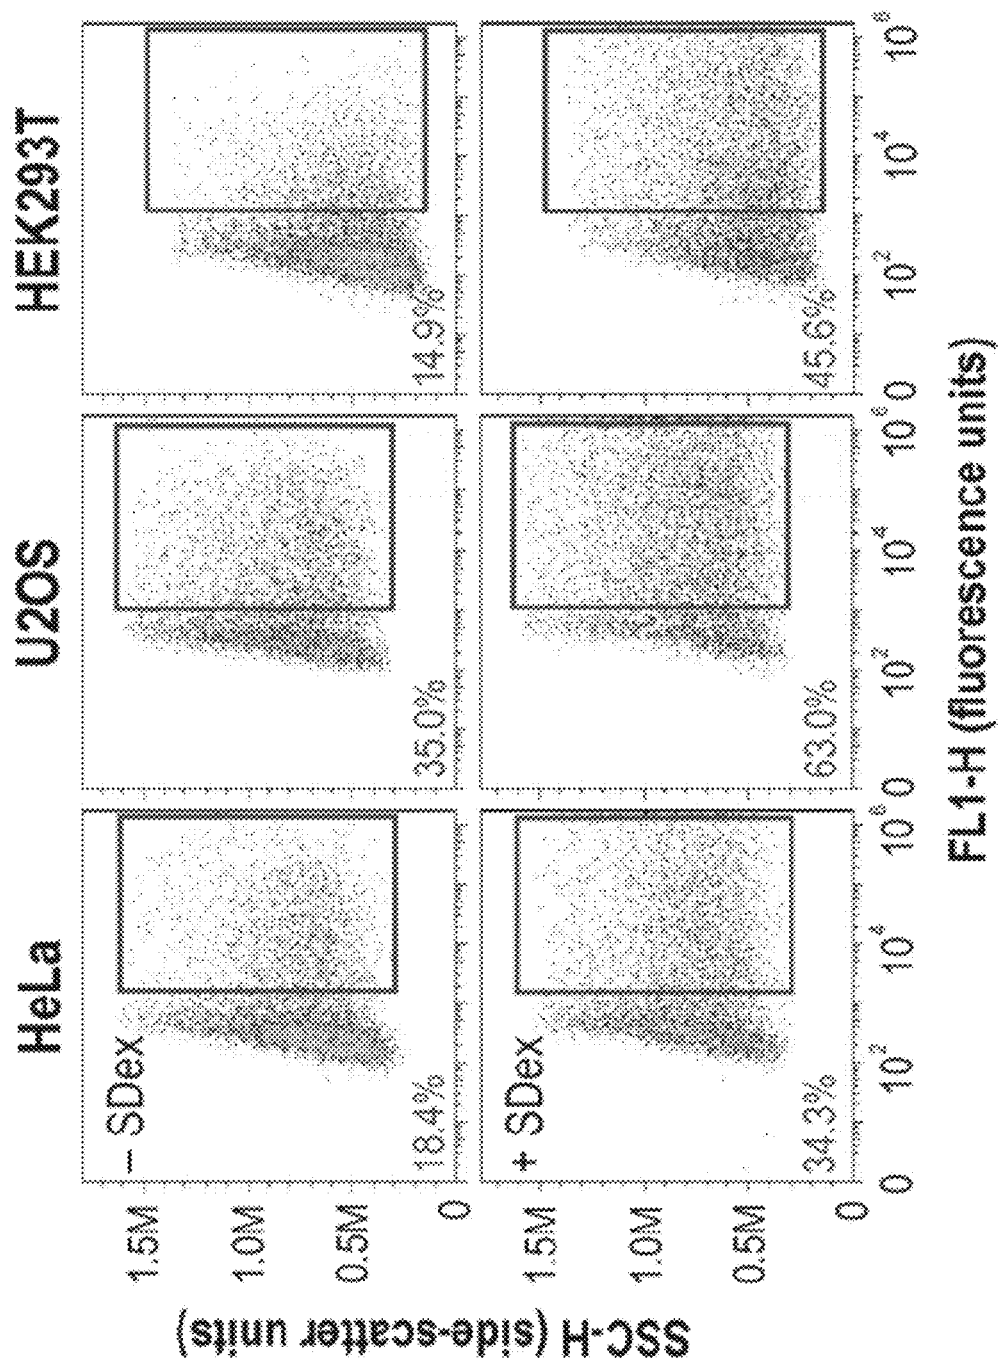 HeLa
U2OS
HEK293T
SSC-H (side-scatter units)
1.5M
1.0M
0.5M
0
– SDex
18.4%
35.0%
14.9%
1.5M
1.0M
0.5M
0
+ SDex
34.3%
63.0%
45.6%
0 10² 10⁴ 10⁶
0 10² 10⁴ 10⁶
0 10² 10⁴ 10⁶
FL1-H (fluorescence units)